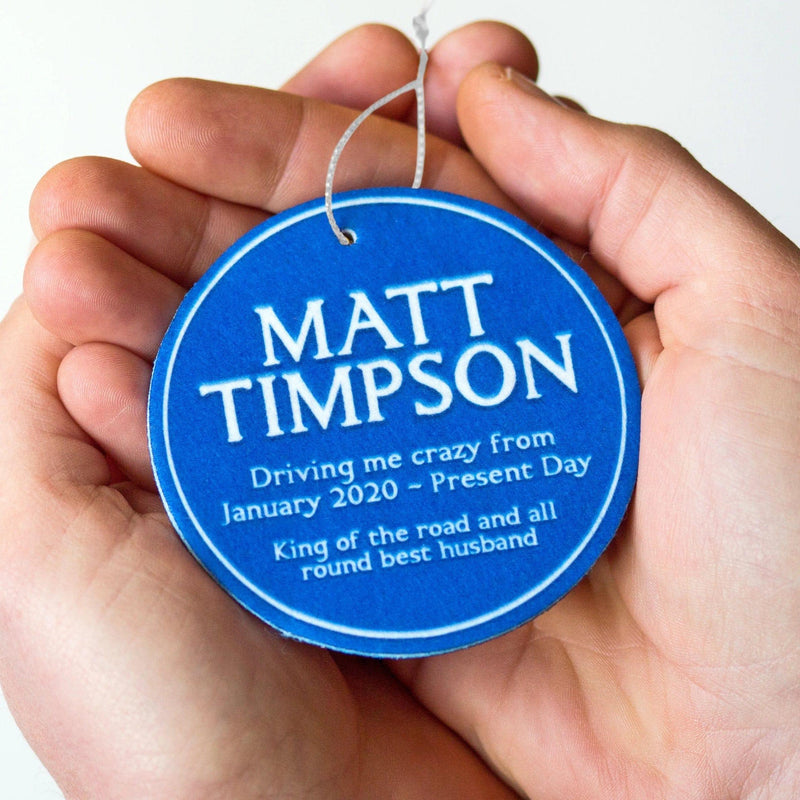 MATT
TIMPSON
Driving me crazy from
January 2020 ~ Present Day
King of the road and all
round best husband